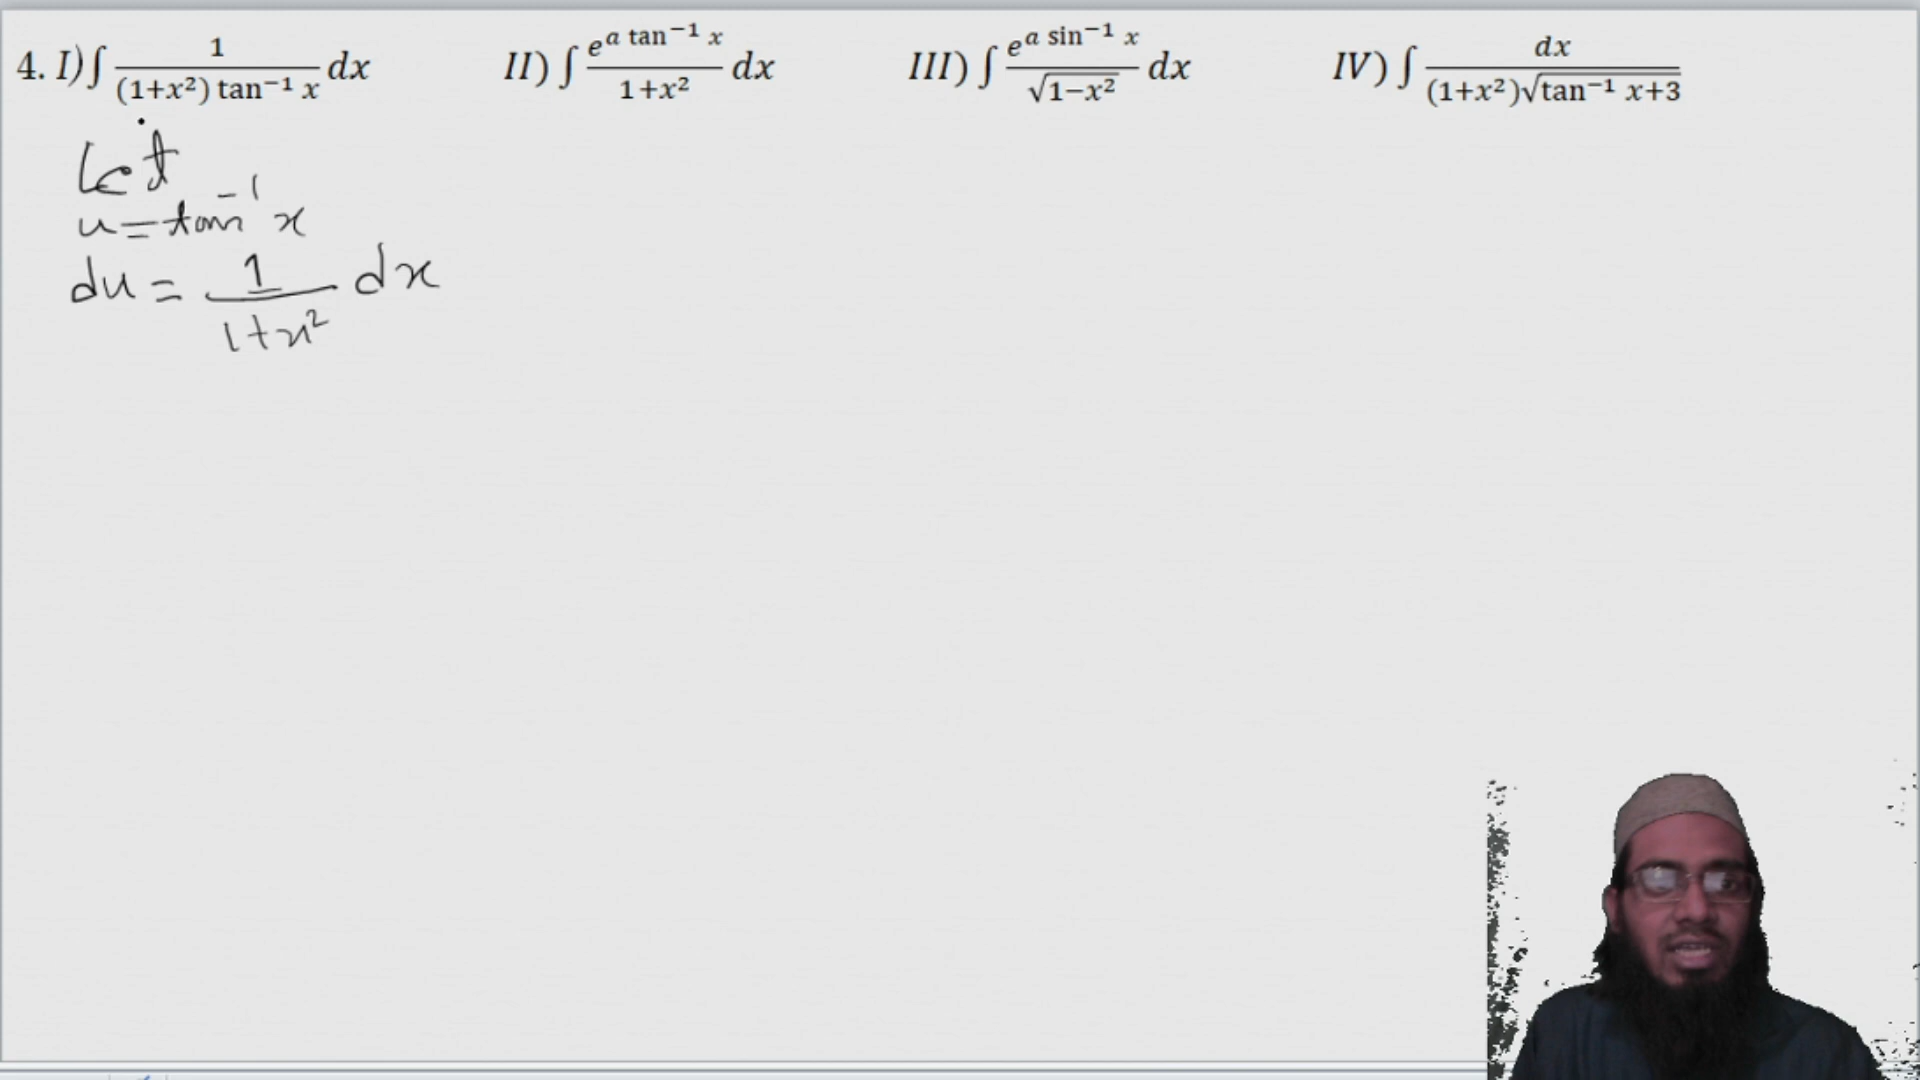 4. I) ∫ 1/((1+x²) tan⁻¹ x) dx II) ∫ e^(a tan⁻¹ x)/(1+x²) dx III) ∫ e^(a sin⁻¹ x)/√(1−x²) dx IV) ∫ dx/((1+x²)√(tan⁻¹ x+3))
Let
u = tan⁻¹ x
du = 1/(1+x²) dx